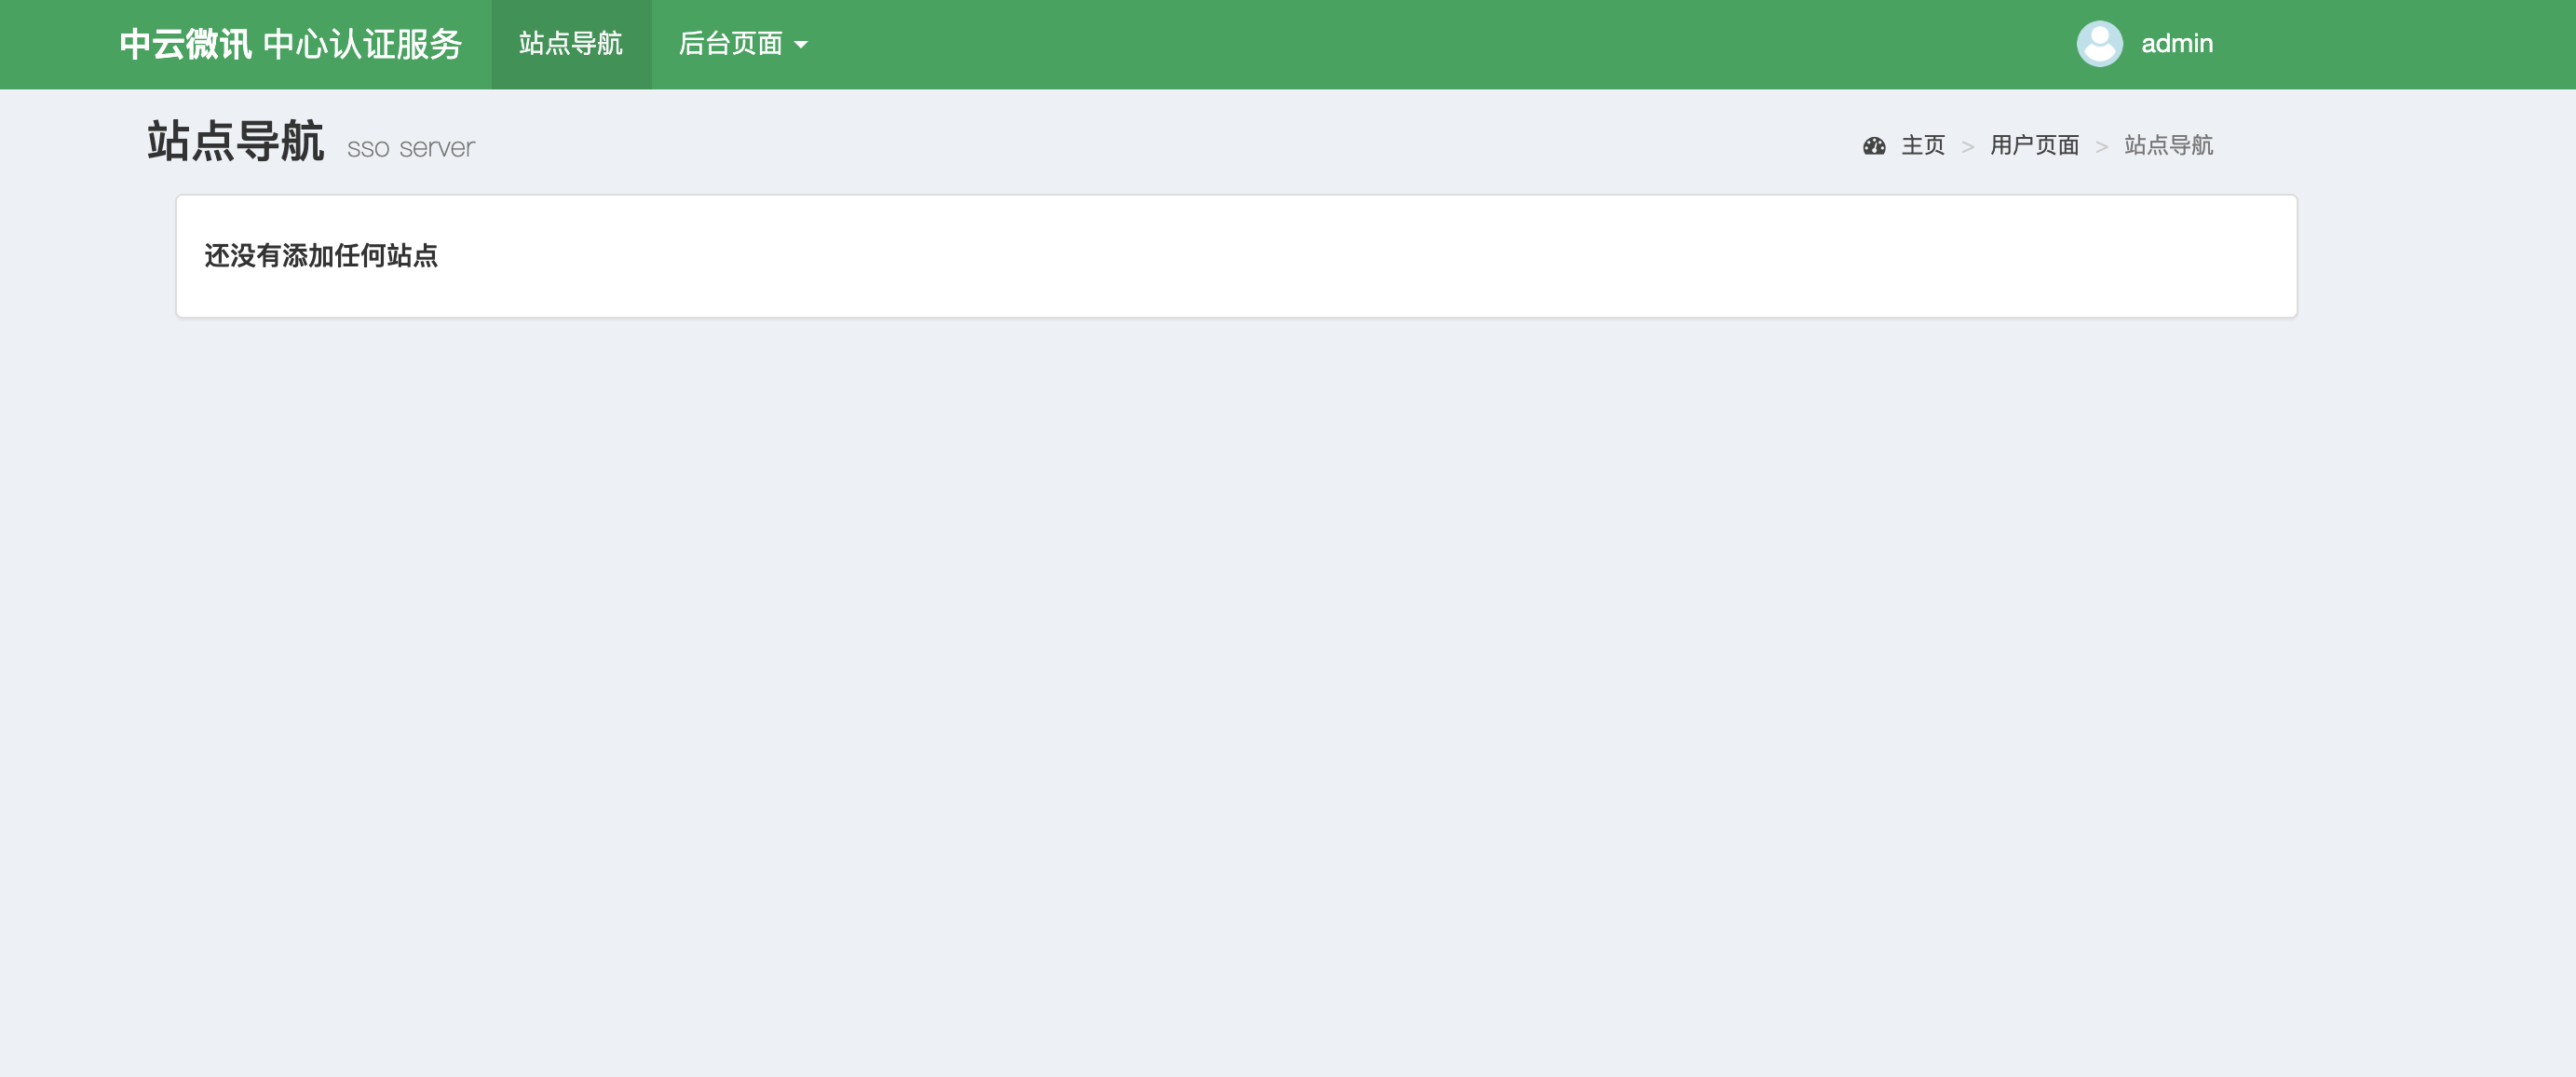 中云微讯 中心认证服务 站点导航 后台页面 admin
站点导航 sso server 主页 > 用户页面 > 站点导航
还没有添加任何站点